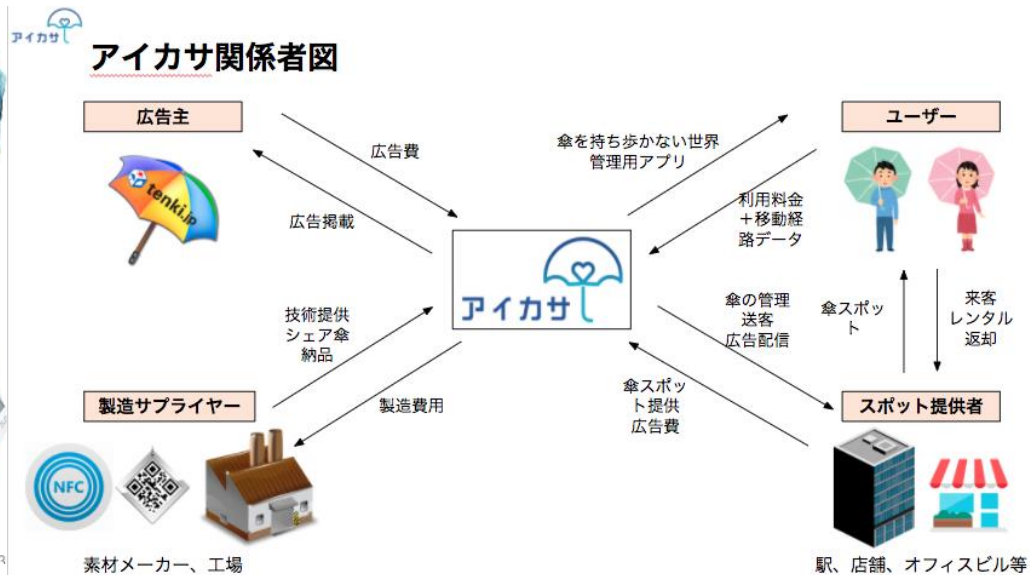 アイカサ
アイカサ関係者図
広告主
ユーザー
tenki.jp
広告費
広告掲載
傘を持ち歩かない世界
管理用アプリ
利用料金
＋移動経
路データ
アイカサ
技術提供
シェア傘
納品
製造費用
傘の管理
送客
広告配信
傘スポッ
ト提供
広告費
傘スポッ
ト
来客
レンタル
返却
製造サプライヤー
スポット提供者
NFC
素材メーカー、工場
駅、店舗、オフィスビル等